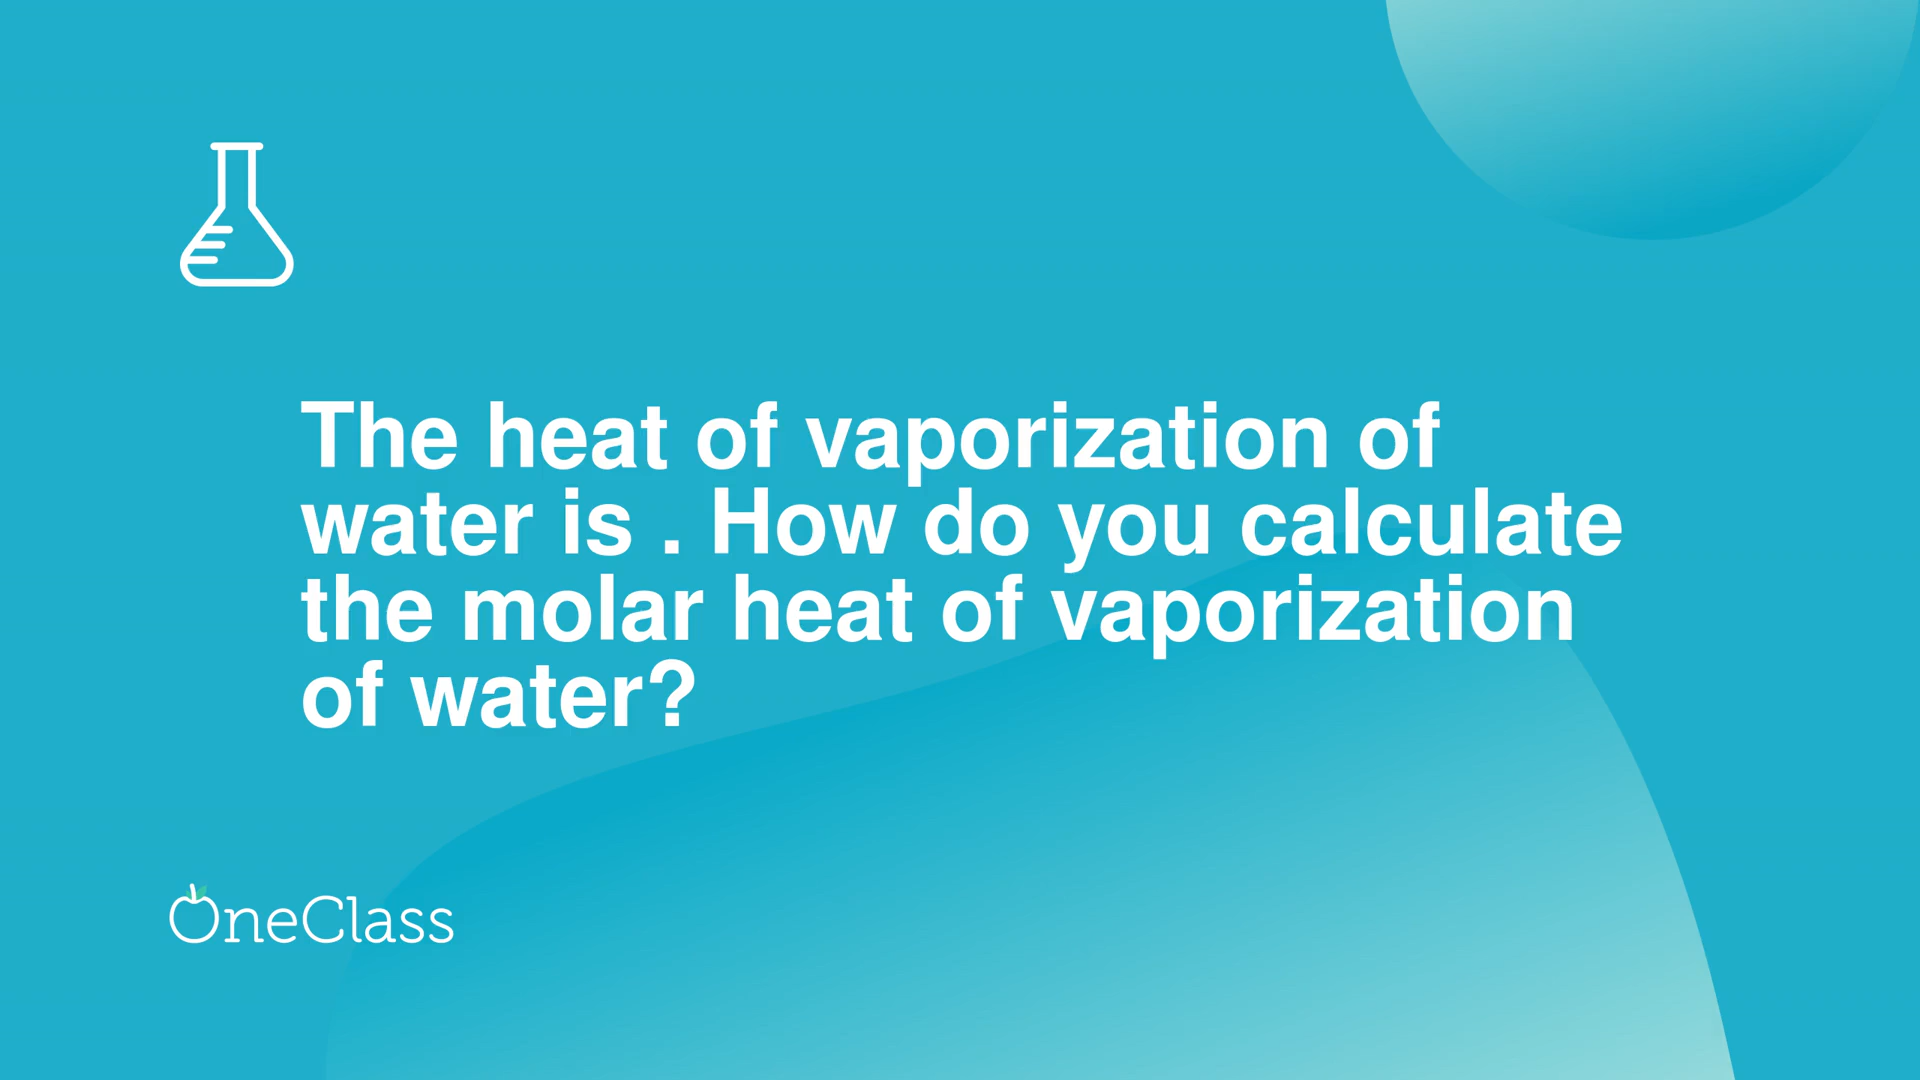 The heat of vaporization of
water is . How do you calculate
the molar heat of vaporization
of water?
OneClass